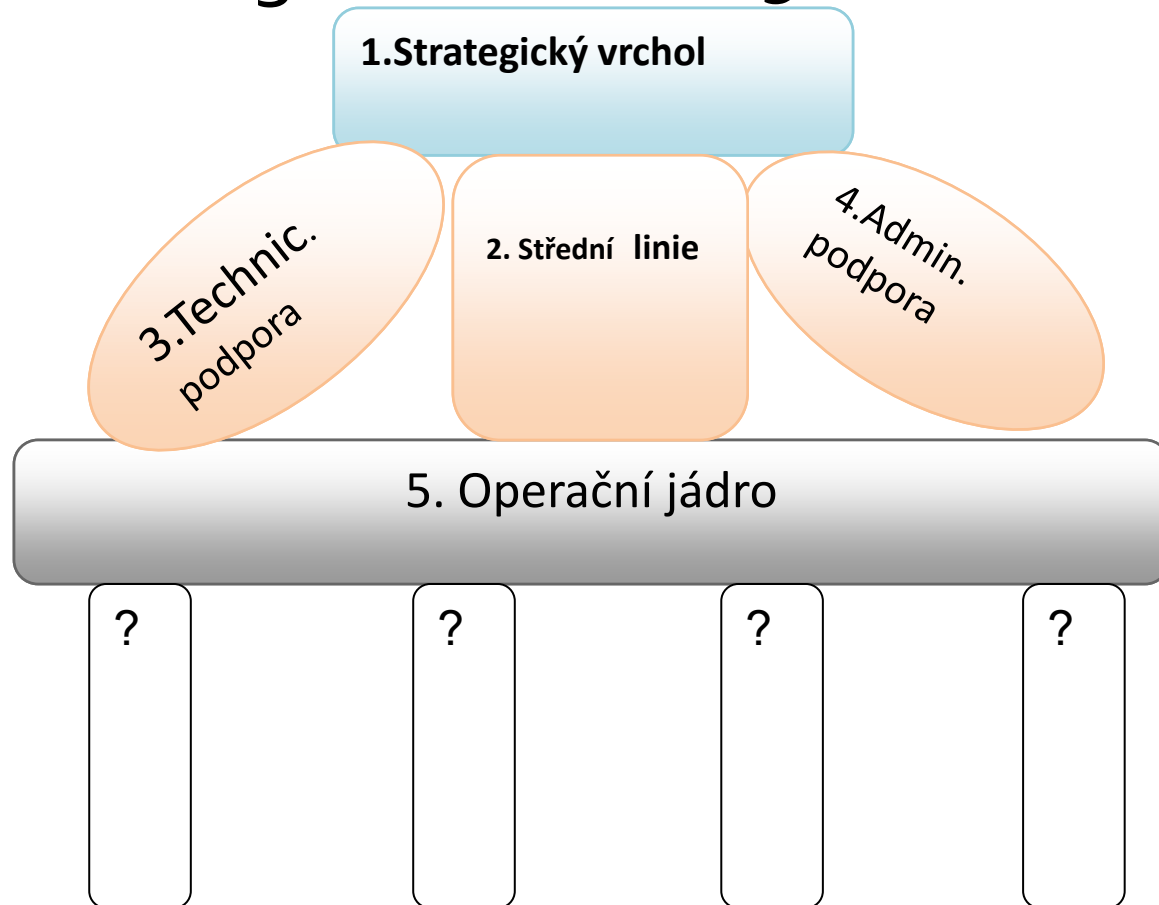 1.Strategický vrchol
2. Střední linie
3.Technic.
podpora
4.Admin.
podpora
5. Operační jádro
?
?
?
?